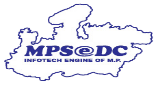 MPS@DC
INFOTECH ENGINE OF M.P.